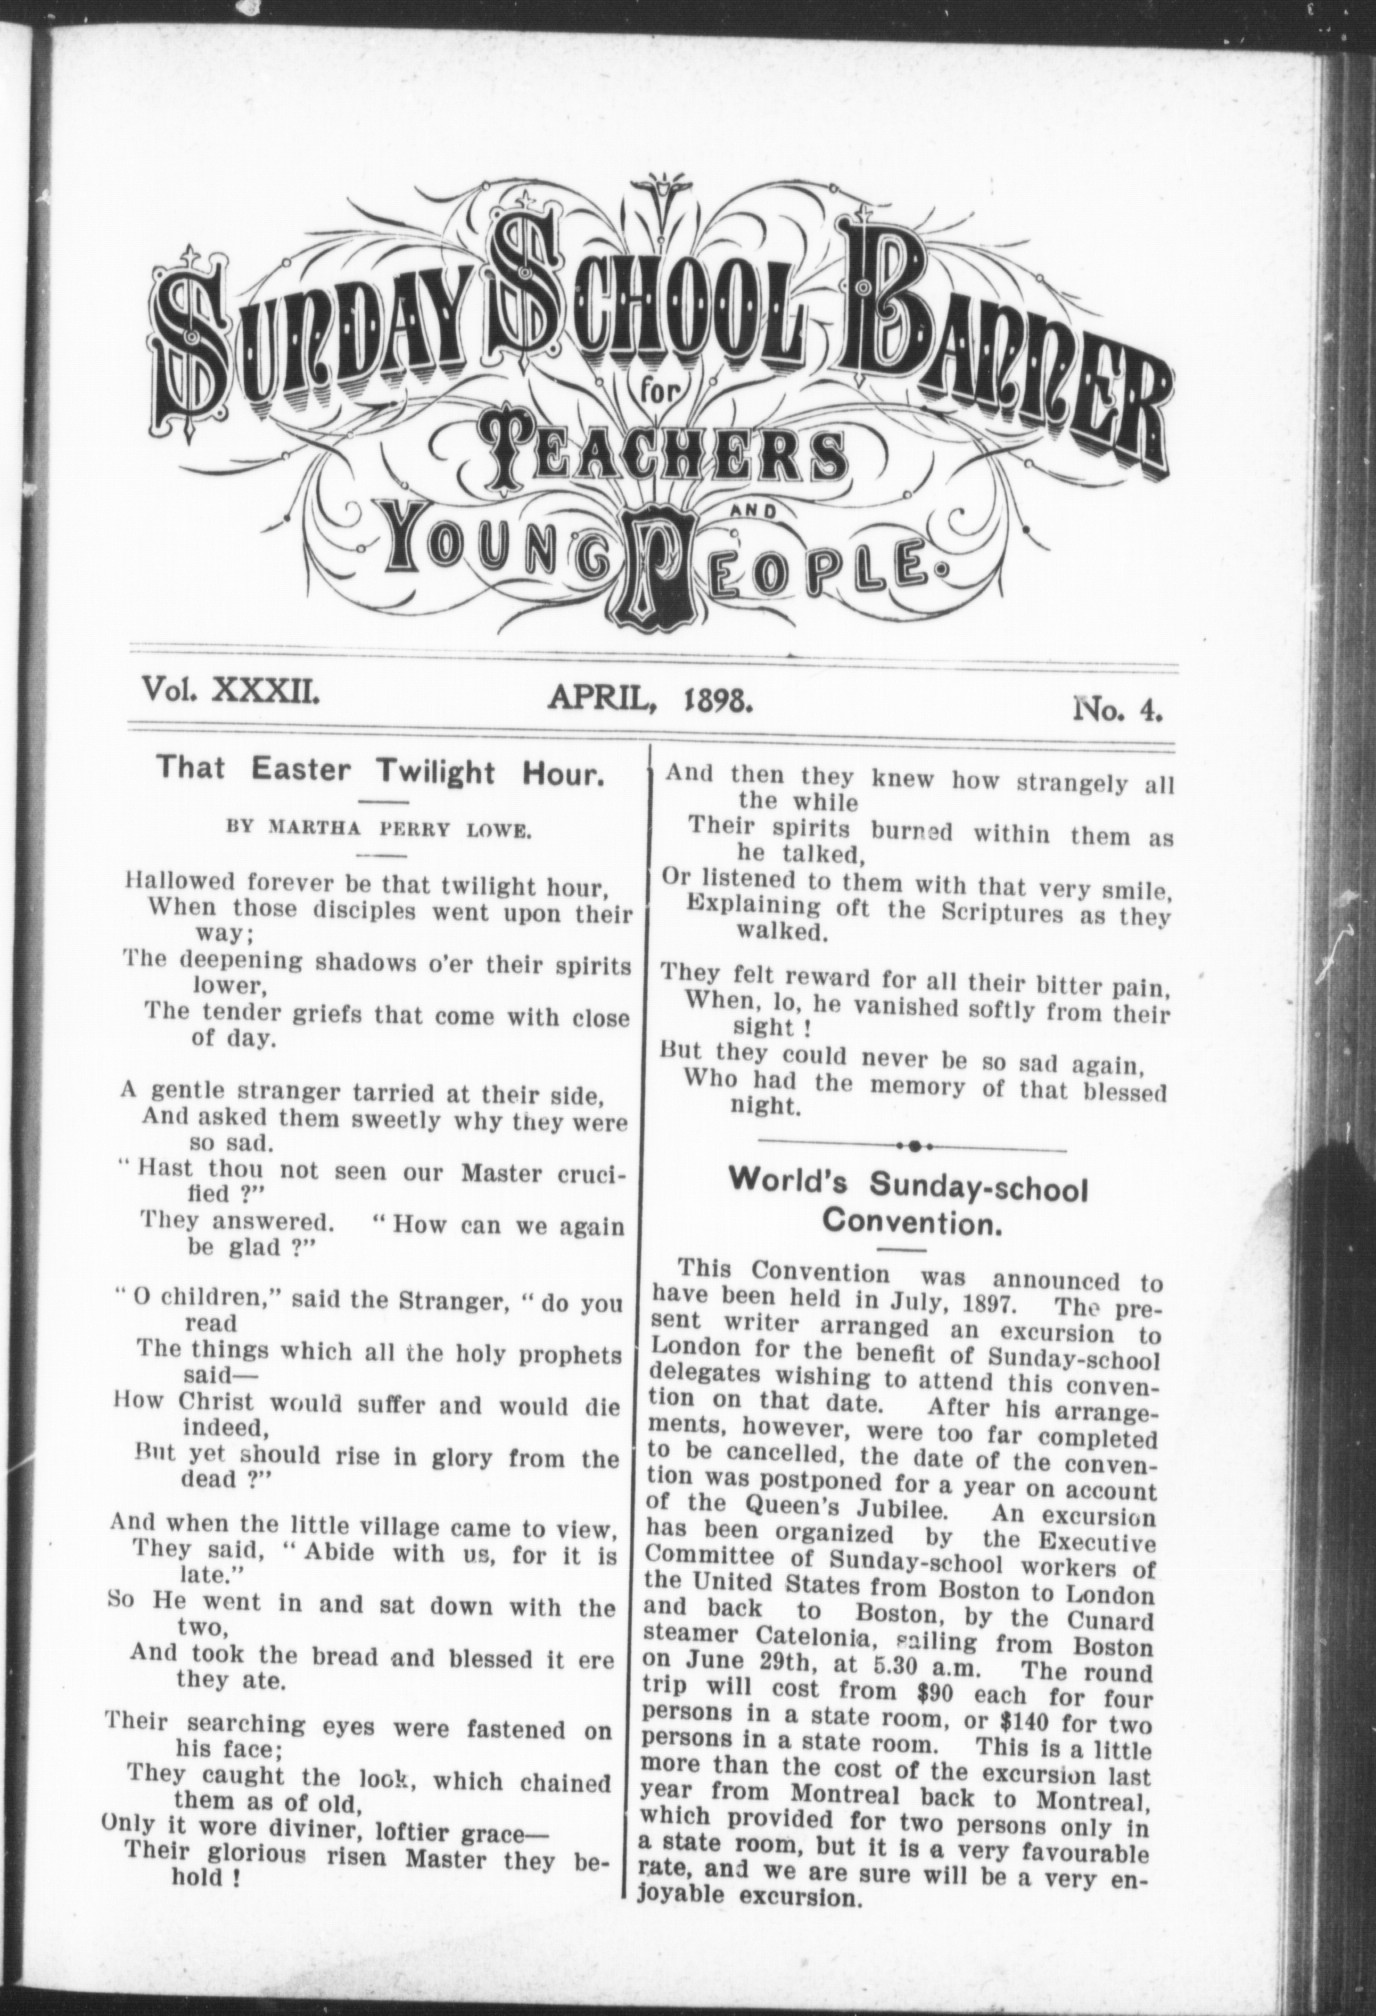 SUNDAY SCHOOL BANNER
for
TEACHERS
AND
YOUNG PEOPLE.
Vol. XXXII. APRIL, 1898. No. 4.
That Easter Twilight Hour.
BY MARTHA PERRY LOWE.
Hallowed forever be that twilight hour,
When those disciples went upon their
way;
The deepening shadows o'er their spirits
lower,
The tender griefs that come with close
of day.
A gentle stranger tarried at their side,
And asked them sweetly why they were
so sad.
"Hast thou not seen our Master cruci-
fied ?"
They answered. "How can we again
be glad ?"
"O children," said the Stranger, "do you
read
The things which all the holy prophets
said—
How Christ would suffer and would die
indeed,
But yet should rise in glory from the
dead ?"
And when the little village came to view,
They said, "Abide with us, for it is
late."
So He went in and sat down with the
two,
And took the bread and blessed it ere
they ate.
Their searching eyes were fastened on
his face;
They caught the look, which chained
them as of old,
Only it wore diviner, loftier grace—
Their glorious risen Master they be-
hold !
And then they knew how strangely all
the while
Their spirits burned within them as
he talked,
Or listened to them with that very smile,
Explaining oft the Scriptures as they
walked.
They felt reward for all their bitter pain,
When, lo, he vanished softly from their
sight !
But they could never be so sad again,
Who had the memory of that blessed
night.
World's Sunday-school
Convention.
This Convention was announced to
have been held in July, 1897. The pre-
sent writer arranged an excursion to
London for the benefit of Sunday-school
delegates wishing to attend this conven-
tion on that date. After his arrange-
ments, however, were too far completed
to be cancelled, the date of the conven-
tion was postponed for a year on account
of the Queen's Jubilee. An excursion
has been organized by the Executive
Committee of Sunday-school workers of
the United States from Boston to London
and back to Boston, by the Cunard
steamer Catelonia, sailing from Boston
on June 29th, at 5.30 a.m. The round
trip will cost from $90 each for four
persons in a state room, or $140 for two
persons in a state room. This is a little
more than the cost of the excursion last
year from Montreal back to Montreal,
which provided for two persons only in
a state room, but it is a very favourable
rate, and we are sure will be a very en-
joyable excursion.